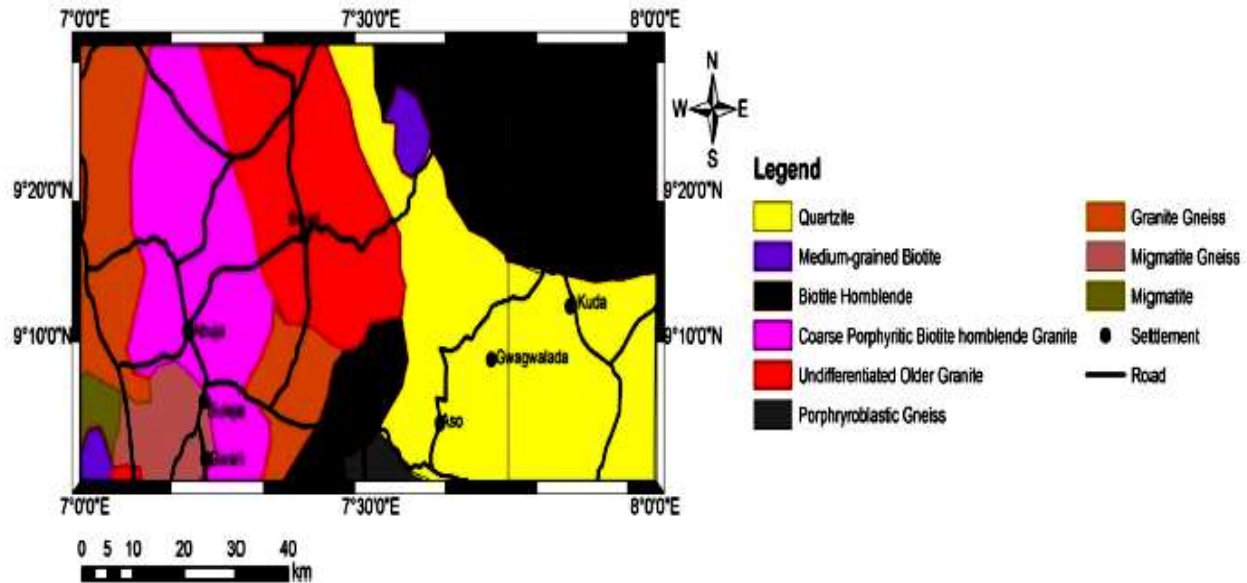 7°0'0"E 7°30'0"E 8°0'0"E
N
W E
S
9°20'0"N 9°20'0"N
Legend
Quartzite
Granite Gneiss
Medium-grained Biotite
Migmatite Gneiss
Biotite Hornblende
Migmatite
Kuda
Coarse Porphyritic Biotite hornblende Granite
Settlement
9°10'0"N 9°10'0"N
Gwagwalada
Undifferentiated Older Granite
Road
Porphryroblastic Gneiss
Aso
7°0'0"E 7°30'0"E 8°0'0"E
0 5 10 20 30 40
km